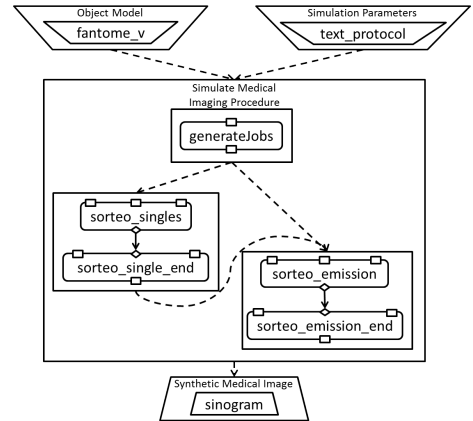 Object Model
fantome_v
Simulation Parameters
text_protocol
Simulate Medical
Imaging Procedure
generateJobs
sorteo_singles
sorteo_single_end
sorteo_emission
sorteo_emission_end
Synthetic Medical Image
sinogram